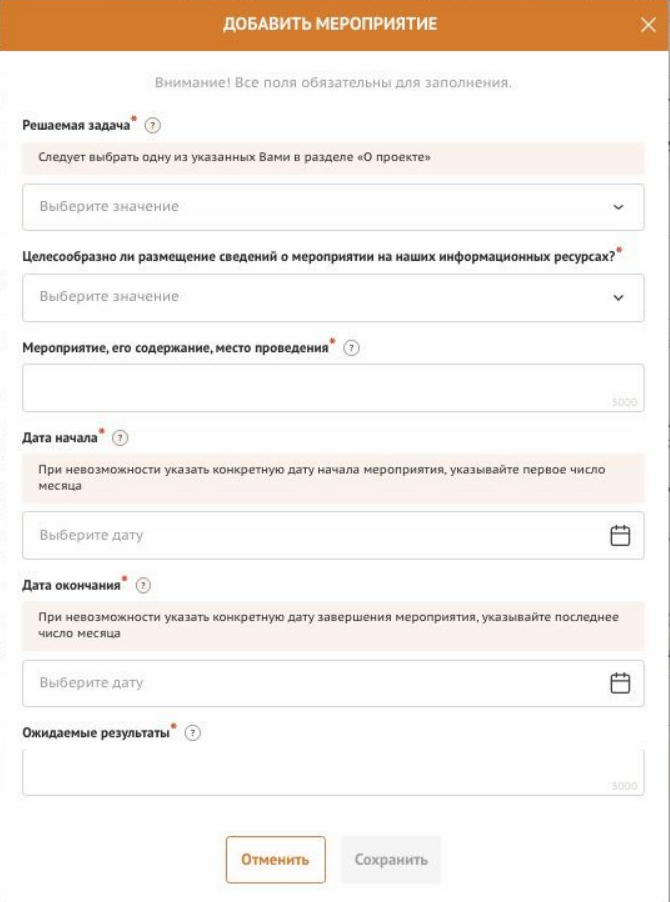 ДОБАВИТЬ МЕРОПРИЯТИЕ
Внимание! Все поля обязательны для заполнения.
Решаемая задача* ?
Следует выбрать одну из указанных Вами в разделе «О проекте»
Выберите значение
Целесообразно ли размещение сведений о мероприятии на наших информационных ресурсах?*
Выберите значение
Мероприятие, его содержание, место проведения* ?
5000
Дата начала* ?
При невозможности указать конкретную дату начала мероприятия, указывайте первое число
месяца
Выберите дату
Дата окончания* ?
При невозможности указать конкретную дату завершения мероприятия, указывайте последнее
число месяца
Выберите дату
Ожидаемые результаты* ?
5000
Отменить
Сохранить